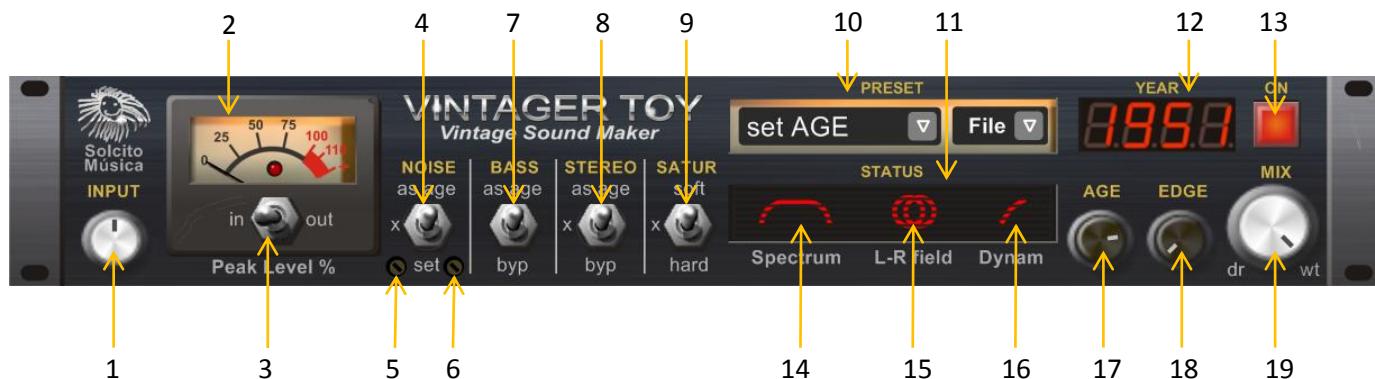 2 4 7 8 9 10 11 12 13
VINTAGER TOY
Vintage Sound Maker
PRESET
YEAR
ON
set AGE
File
1951
Solcito
Música
0 25 50 75 100 110 +
INPUT
in out
Peak Level %
NOISE BASS STEREO SATUR
as age as age as age soft
x x x
set byp byp hard
STATUS
Spectrum L-R field Dynam
AGE EDGE MIX
dr wt
1 3 5 6 14 15 16 17 18 19